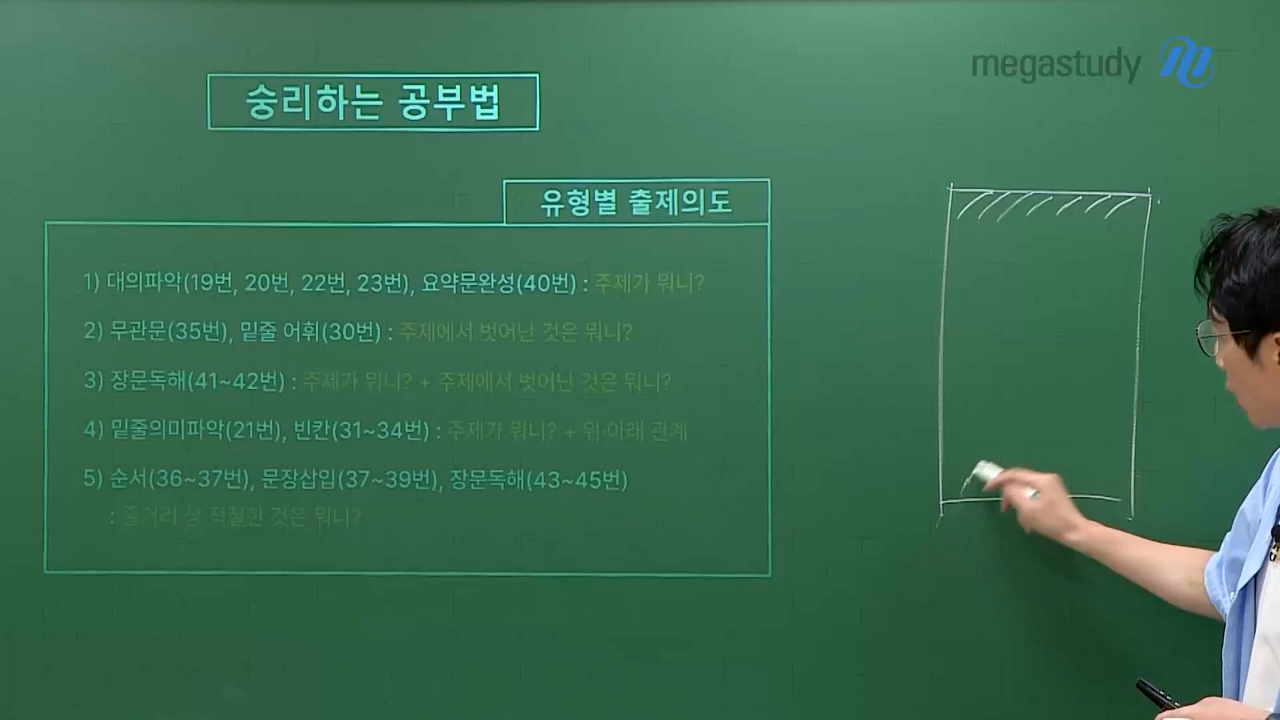 megastudy
숭리하는 공부법
유형별 출제의도
1) 대의파악(19번, 20번, 22번, 23번), 요약문완성(40번) : 주제가 뭐니?
2) 무관문(35번), 밑줄 어휘(30번) : 주제에서 벗어난 것은 뭐니?
3) 장문독해(41~42번) : 주제가 뭐니? + 주제에서 벗어난 것은 뭐니?
4) 밑줄의미파악(21번), 빈칸(31~34번) : 주제가 뭐니? + 위·아래 관계
5) 순서(36~37번), 문장삽입(37~39번), 장문독해(43~45번)
: 줄거리 상 적절한 것은 뭐니?